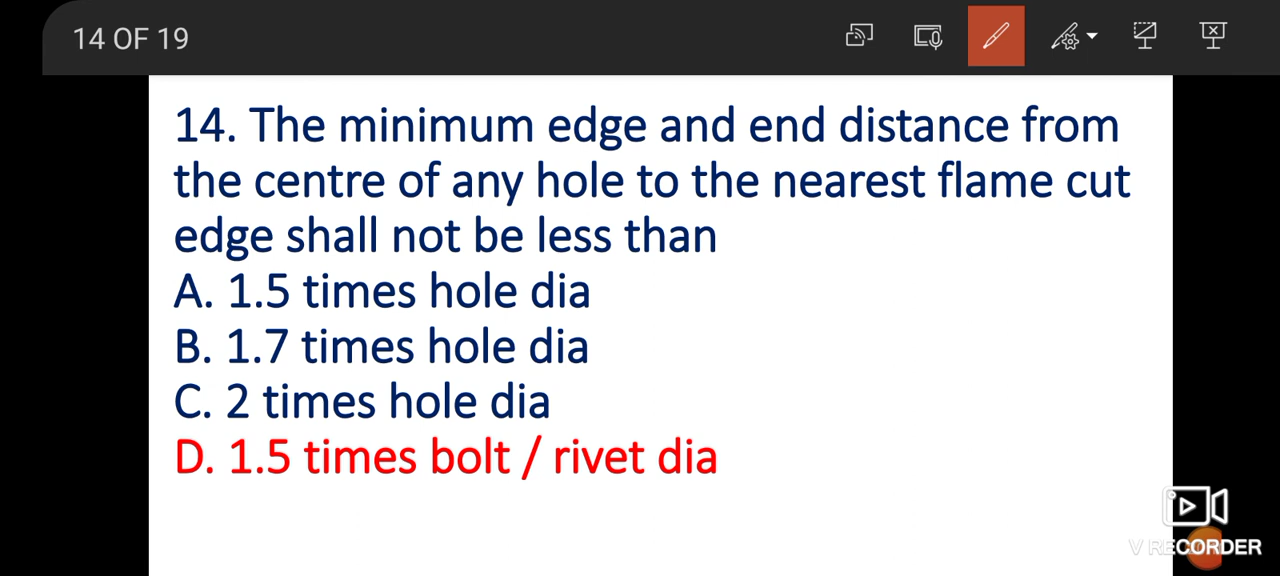 14 OF 19
14. The minimum edge and end distance from
the centre of any hole to the nearest flame cut
edge shall not be less than
A. 1.5 times hole dia
B. 1.7 times hole dia
C. 2 times hole dia
D. 1.5 times bolt / rivet dia
V RECORDER